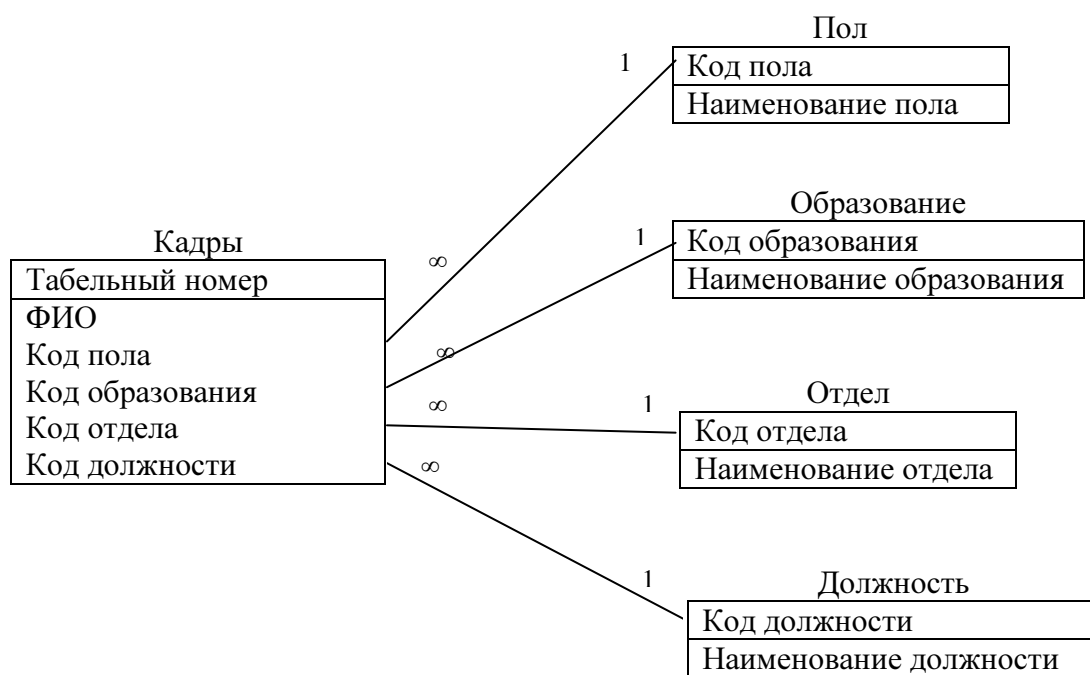 Пол
1
Код пола
Наименование пола
Образование
1
Код образования
Наименование образования
Кадры
∞
Табельный номер
ФИО
Код пола
∞
Код образования
Код отдела
Код должности
∞
∞
Отдел
1
Код отдела
Наименование отдела
Должность
1
Код должности
Наименование должности